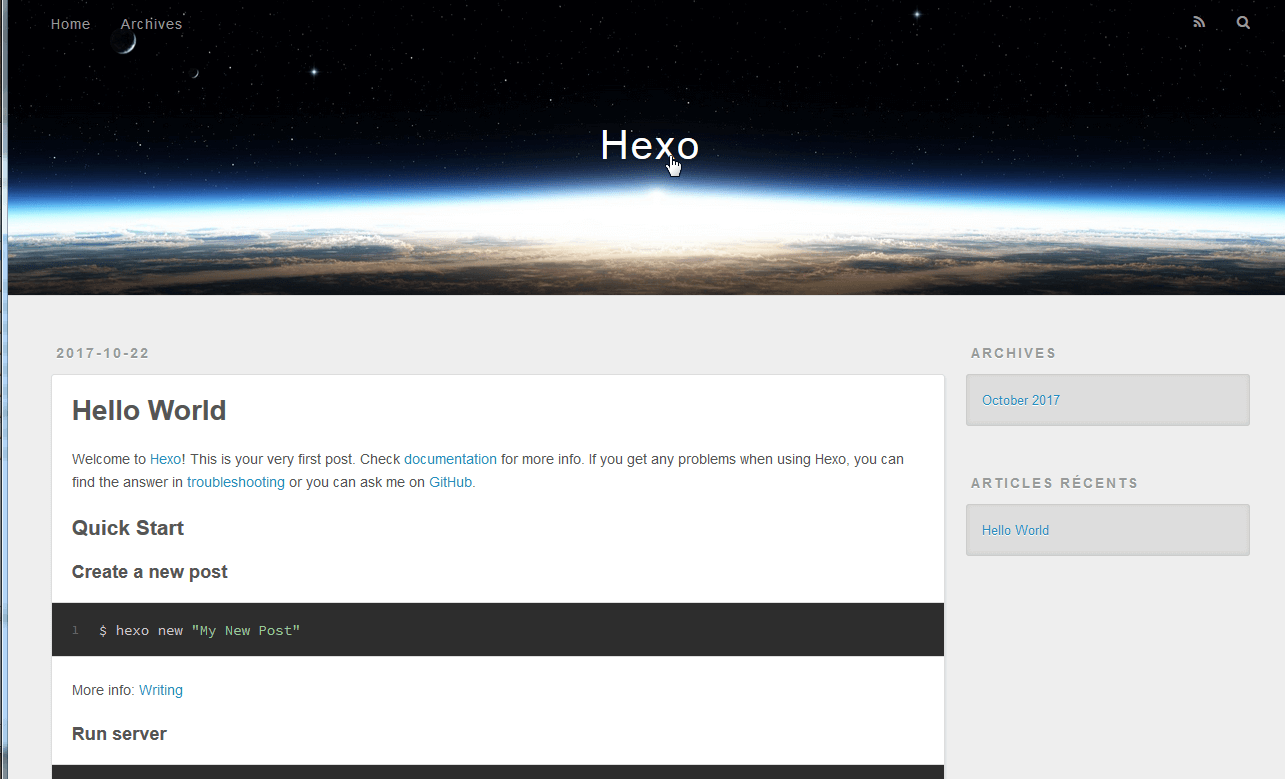 Home Archives
Hexo
2017-10-22
Hello World
Welcome to Hexo! This is your very first post. Check documentation for more info. If you get any problems when using Hexo, you can
find the answer in troubleshooting or you can ask me on GitHub.
Quick Start
Create a new post
1 $ hexo new "My New Post"
More info: Writing
Run server
ARCHIVES
October 2017
ARTICLES RÉCENTS
Hello World